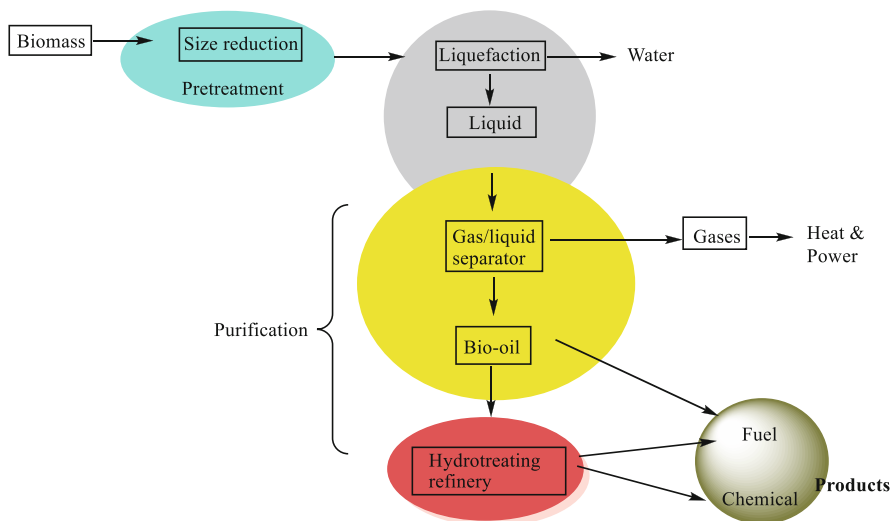 Biomass
Size reduction
Pretreatment
Liquefaction
Water
Liquid
Gas/liquid
separator
Gases
Heat &
Power
Purification
Bio-oil
Fuel
Hydrotreating
refinery
Chemical
Products